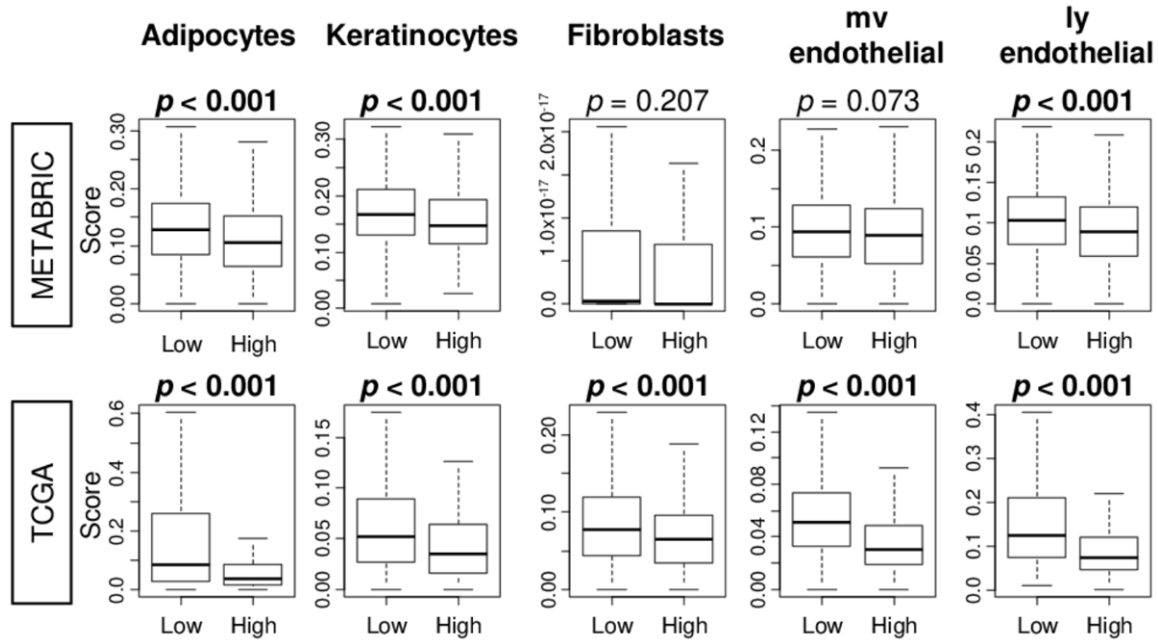 Adipocytes
Keratinocytes
Fibroblasts
mv
endothelial
ly
endothelial
METABRIC
Score
p < 0.001
0.30
0.20
0.10
0.00
Low High
p < 0.001
0.30
0.20
0.10
0.00
Low High
p = 0.207
2.0x10⁻¹⁷
1.0x10⁻¹⁷
0.0
Low High
p = 0.073
0.2
0.1
0.0
Low High
p < 0.001
0.2
0.15
0.1
0.05
0.0
Low High
TCGA
Score
p < 0.001
0.6
0.4
0.2
0.0
Low High
p < 0.001
0.15
0.10
0.05
0.00
Low High
p < 0.001
0.20
0.10
0.00
Low High
p < 0.001
0.12
0.08
0.04
0.00
Low High
p < 0.001
0.4
0.3
0.2
0.1
0.0
Low High